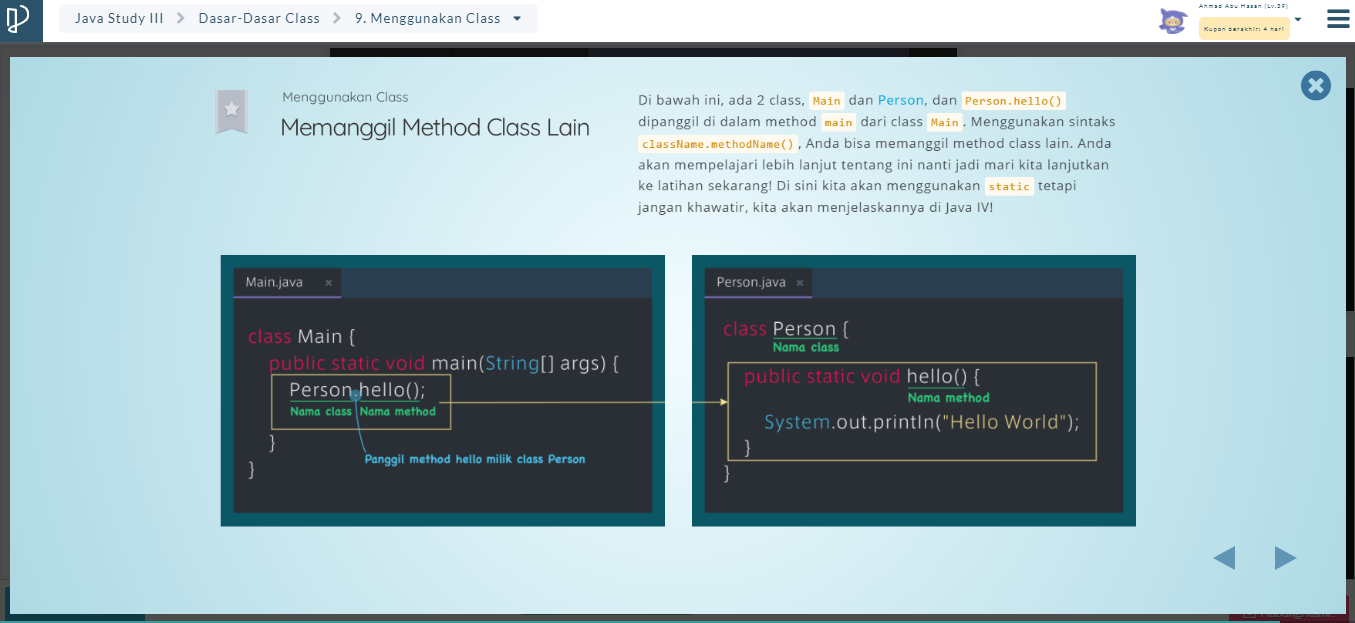 Java Study III
Dasar-Dasar Class
9. Menggunakan Class
Ahmad Abu Hasan (Lv.39)
Kupon berakhir: 4 hari
Menggunakan Class
Memanggil Method Class Lain
Di bawah ini, ada 2 class, Main dan Person, dan Person.hello()
dipanggil di dalam method main dari class Main. Menggunakan sintaks
className.methodName(), Anda bisa memanggil method class lain. Anda
akan mempelajari lebih lanjut tentang ini nanti jadi mari kita lanjutkan
ke latihan sekarang! Di sini kita akan menggunakan static tetapi
jangan khawatir, kita akan menjelaskannya di Java IV!
Main.java ×
class Main {
public static void main(String[] args) {
Person.hello();
Nama class Nama method
}
Panggil method hello milik class Person
}
Person.java ×
class Person {
Nama class
public static void hello() {
Nama method
System.out.println("Hello World");
}
}